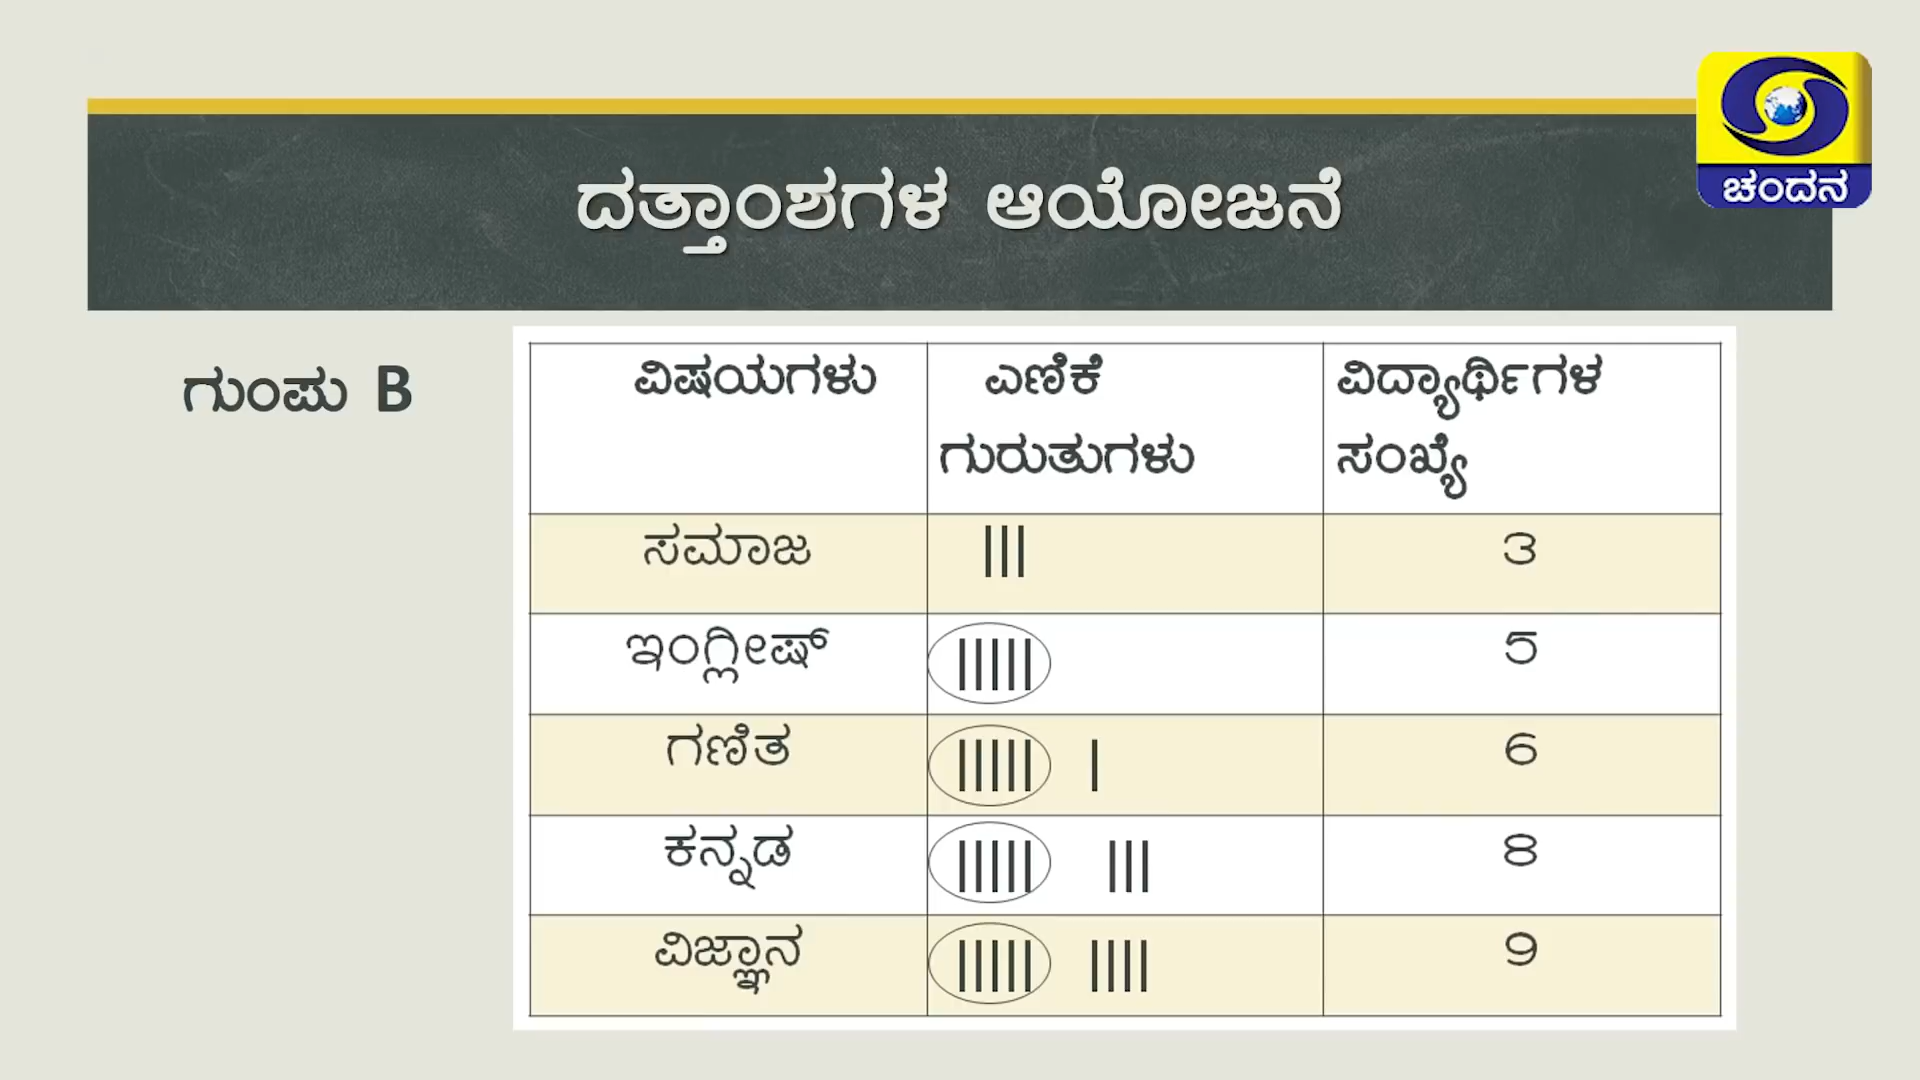 ಚಂದನ
ದತ್ತಾಂಶಗಳ ಆಯೋಜನೆ
ಗುಂಪು B
ವಿಷಯಗಳು ಎಣಿಕೆ ಗುರುತುಗಳು ವಿದ್ಯಾರ್ಥಿಗಳ ಸಂಖ್ಯೆ
ಸಮಾಜ ||| 3
ಇಂಗ್ಲೀಷ್ ||||| 5
ಗಣಿತ ||||| | 6
ಕನ್ನಡ ||||| ||| 8
ವಿಜ್ಞಾನ ||||| |||| 9